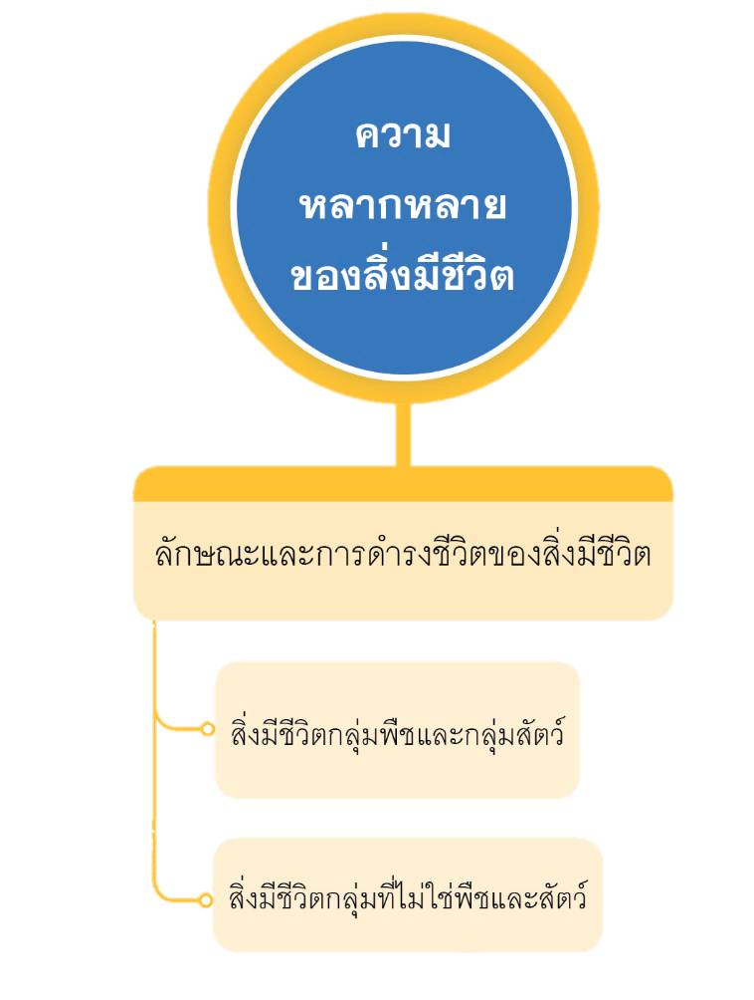 ความ
หลากหลาย
ของสิ่งมีชีวิต
ลักษณะและการดำรงชีวิตของสิ่งมีชีวิต
สิ่งมีชีวิตกลุ่มพืชและกลุ่มสัตว์
สิ่งมีชีวิตกลุ่มที่ไม่ใช่พืชและสัตว์